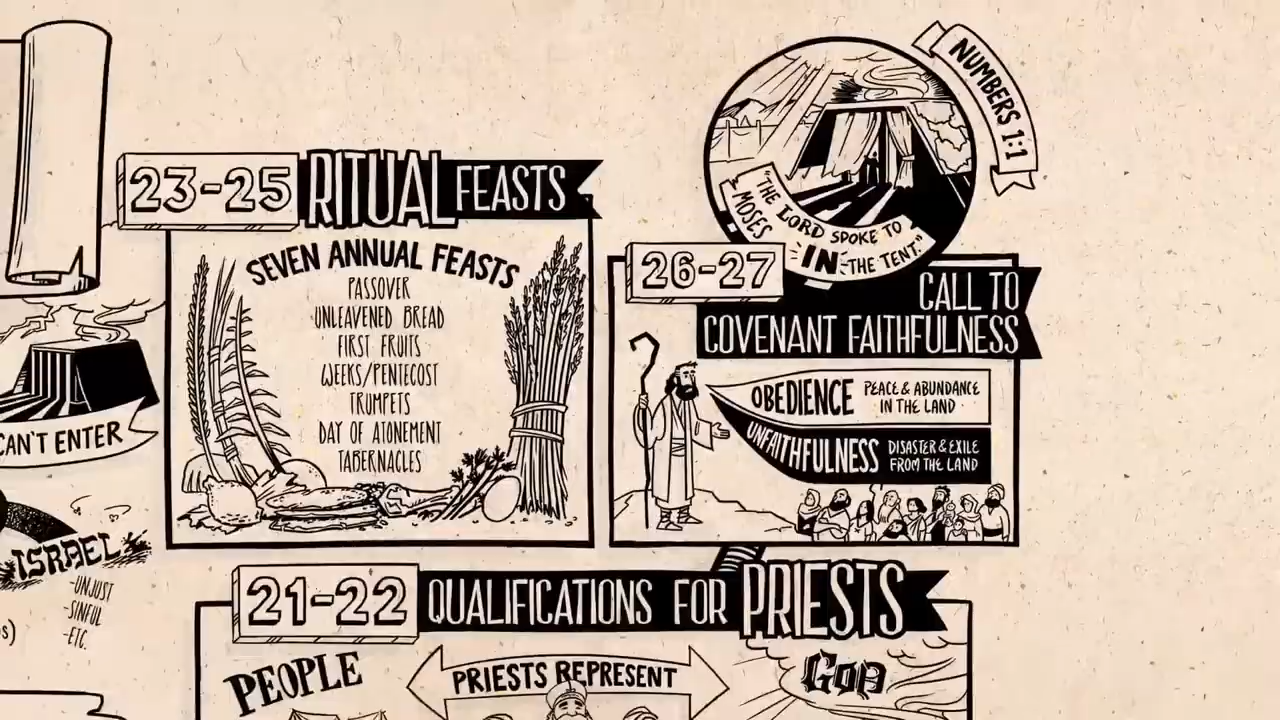 23-25 RITUAL FEASTS
SEVEN ANNUAL FEASTS
PASSOVER
UNLEAVENED BREAD
FIRST FRUITS
WEEKS/PENTECOST
TRUMPETS
DAY OF ATONEMENT
TABERNACLES
NUMBERS 1:1
"THE LORD SPOKE TO
MOSES IN THE TENT."
26-27
CALL TO
COVENANT FAITHFULNESS
OBEDIENCE
PEACE & ABUNDANCE
IN THE LAND
UNFAITHFULNESS
DISASTER & EXILE
FROM THE LAND
CAN'T ENTER
ISRAEL
-UNJUST
-SINFUL
-ETC.
21-22 QUALIFICATIONS FOR PRIESTS
PEOPLE
PRIESTS REPRESENT
GOD